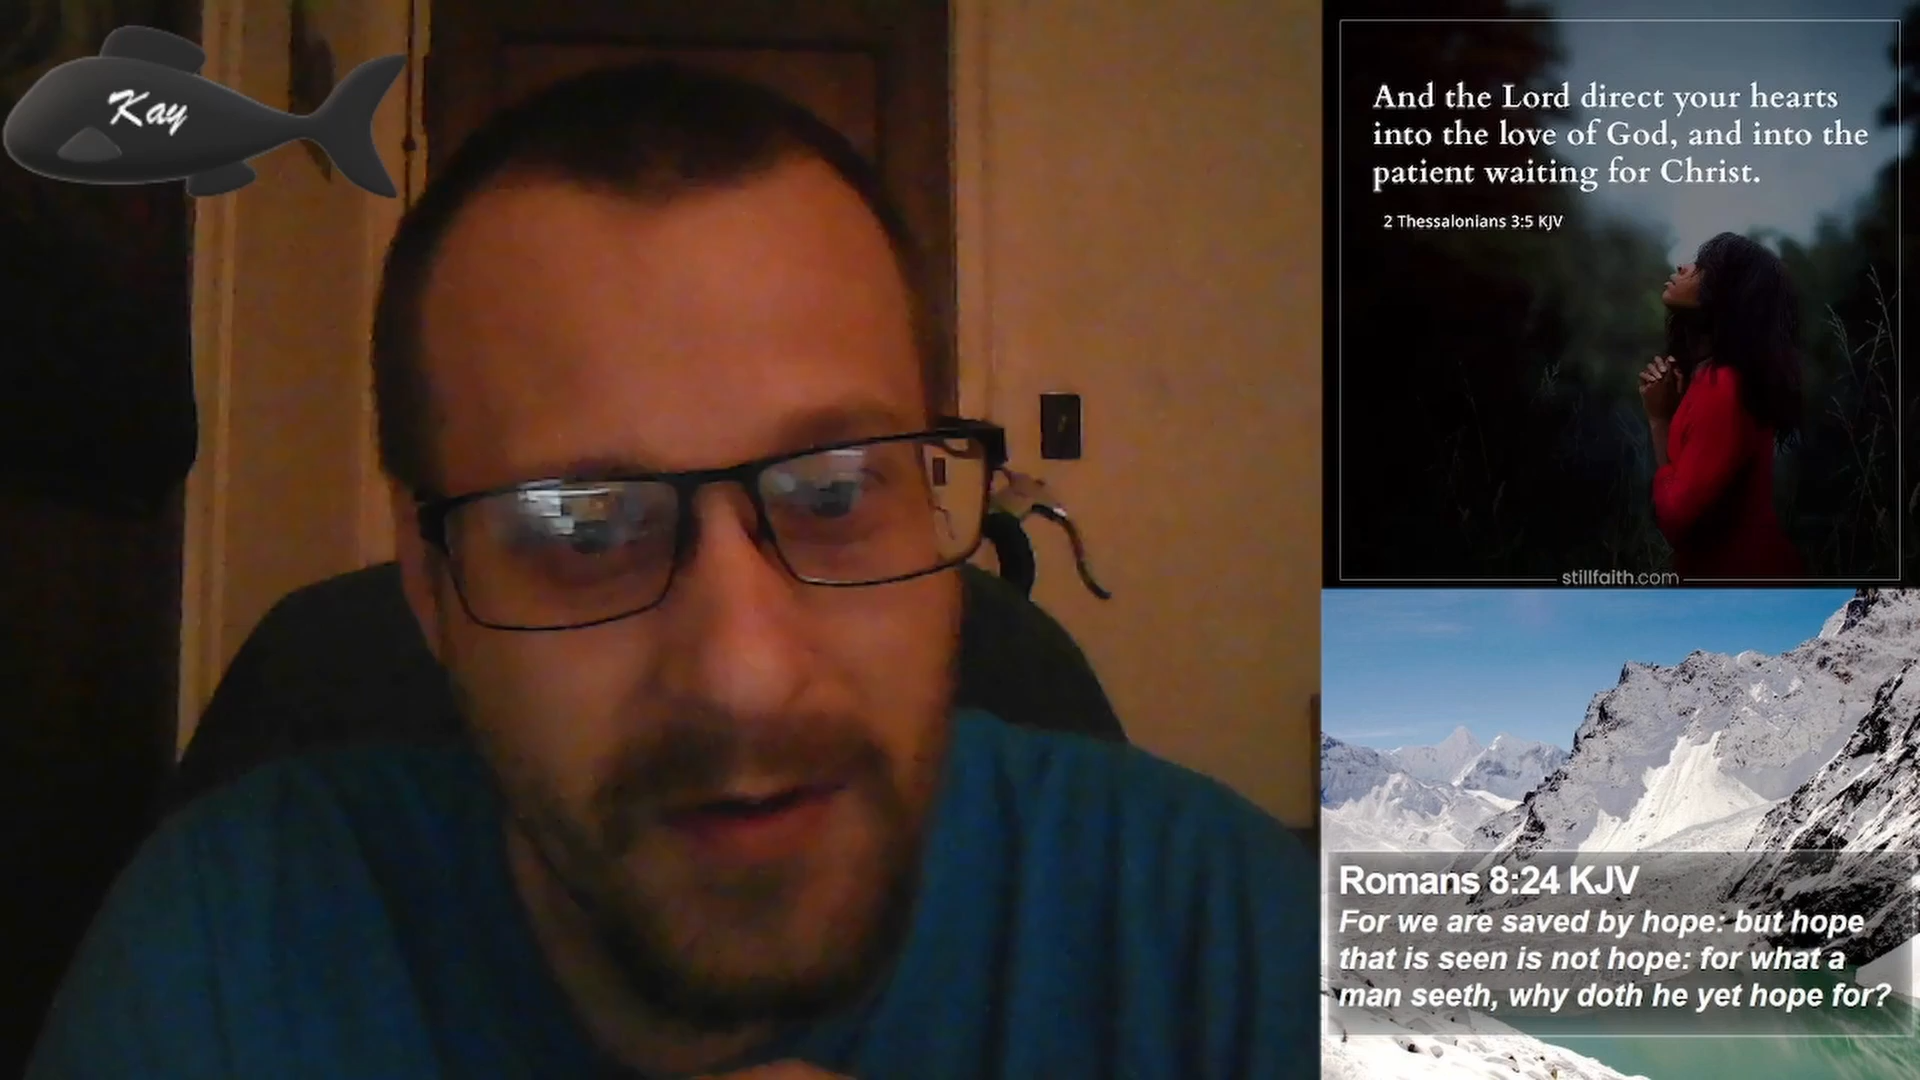 Kay
And the Lord direct your hearts
into the love of God, and into the
patient waiting for Christ.
2 Thessalonians 3:5 KJV
stillfaith.com
Romans 8:24 KJV
For we are saved by hope: but hope
that is seen is not hope: for what a
man seeth, why doth he yet hope for?